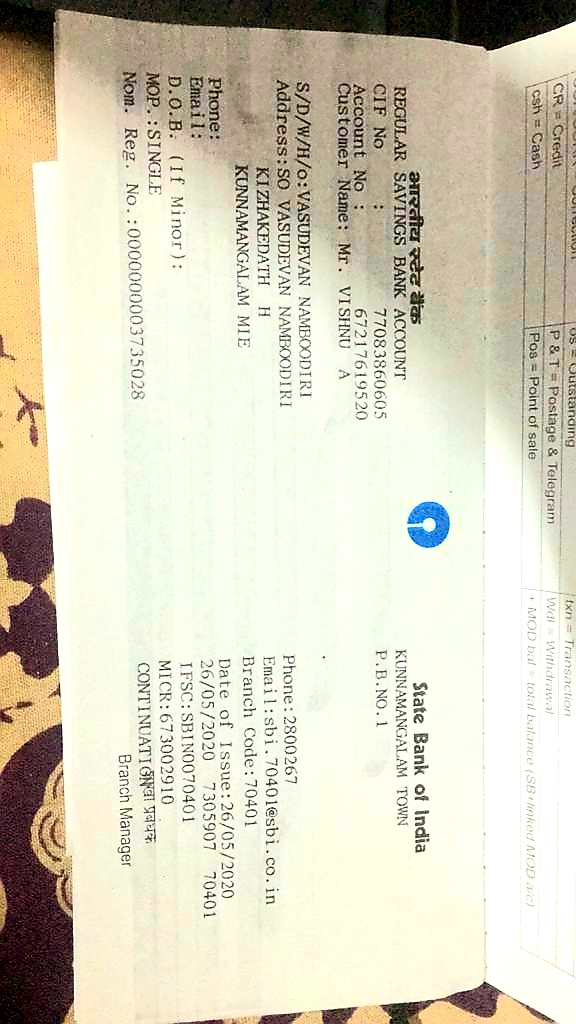 भारतीय स्टेट बैंक
REGULAR SAVINGS BANK ACCOUNT
CIF No : 77083860605
Account No : 67217619520
Customer Name: Mr. VISHNU A
S/D/W/H/o:VASUDEVAN NAMBOODIRI
Address:SO VASUDEVAN NAMBOODIRI
KIZHAKEDATH H
KUNNAMANGALAM MIE
Phone:
Email:
D.O.B. (If Minor):
MOP.:SINGLE
Nom. Reg. No.:0000000003735028
State Bank of India
KUNNAMANGALAM TOWN
P.B.NO.1
Phone:2800267
Email:sbi.70401@sbi.co.in
Branch Code:70401
Date of Issue:26/05/2020
26/05/2020 7305907 70401
IFSC:SBIN0070401
MICR:673002910
CONTINUATION
प्रबंधक
Branch Manager
os = Outstanding
txn = Transaction
CR = Credit
P & T = Postage & Telegram
Wdl = Withdrawal
csh = Cash
Pos = Point of sale
+ MOD bal = total balance (SB+linked MOD a/c)